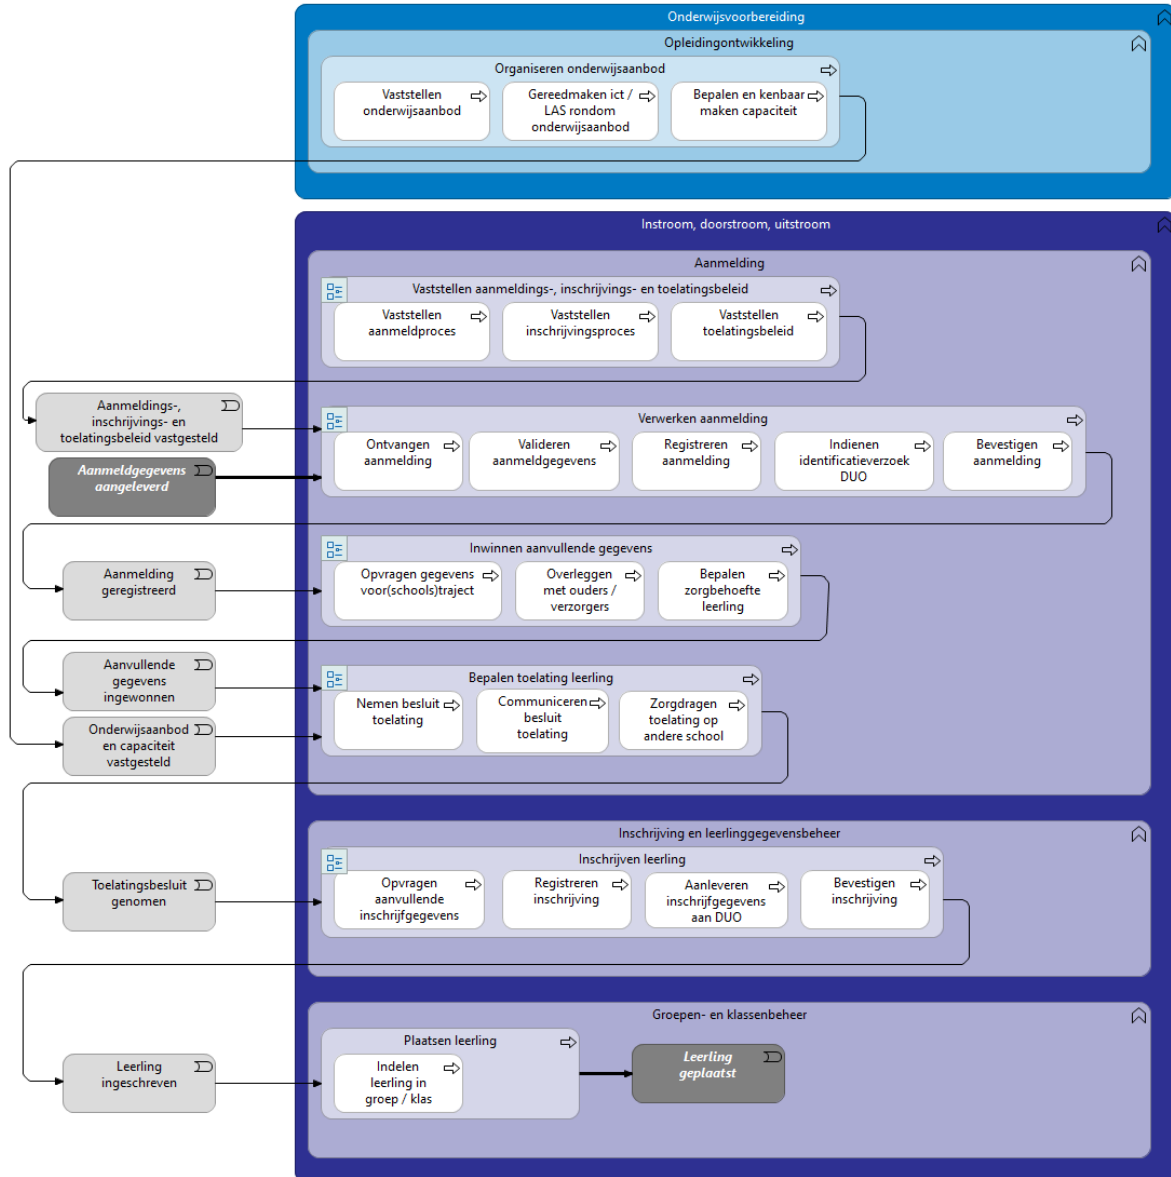 Onderwijsvoorbereiding
Opleidingontwikkeling
Organiseren onderwijsaanbod
Vaststellen
onderwijsaanbod
Gereedmaken ict /
LAS rondom
onderwijsaanbod
Bepalen en kenbaar
maken capaciteit
Instroom, doorstroom, uitstroom
Aanmelding
Vaststellen aanmeldings-, inschrijvings- en toelatingsbeleid
Vaststellen
aanmeldproces
Vaststellen
inschrijvingsproces
Vaststellen
toelatingsbeleid
Aanmeldings-,
inschrijvings- en
toelatingsbeleid vastgesteld
Aanmeldgegevens
aangeleverd
Verwerken aanmelding
Ontvangen
aanmelding
Valideren
aanmeldgegevens
Registreren
aanmelding
Indienen
identificatieverzoek
DUO
Bevestigen
aanmelding
Aanmelding
geregistreerd
Inwinnen aanvullende gegevens
Opvragen gegevens
voor(schools)traject
Overleggen
met ouders /
verzorgers
Bepalen
zorgbehoefte
leerling
Aanvullende
gegevens
ingewonnen
Onderwijsaanbod
en capaciteit
vastgesteld
Bepalen toelating leerling
Nemen besluit
toelating
Communiceren
besluit
toelating
Zorgdragen
toelating op
andere school
Inschrijving en leerlinggegevensbeheer
Toelatingsbesluit
genomen
Inschrijven leerling
Opvragen
aanvullende
inschrijfgegevens
Registreren
inschrijving
Aanleveren
inschrijfgegevens
aan DUO
Bevestigen
inschrijving
Groepen- en klassenbeheer
Leerling
ingeschreven
Plaatsen leerling
Indelen
leerling in
groep / klas
Leerling
geplaatst